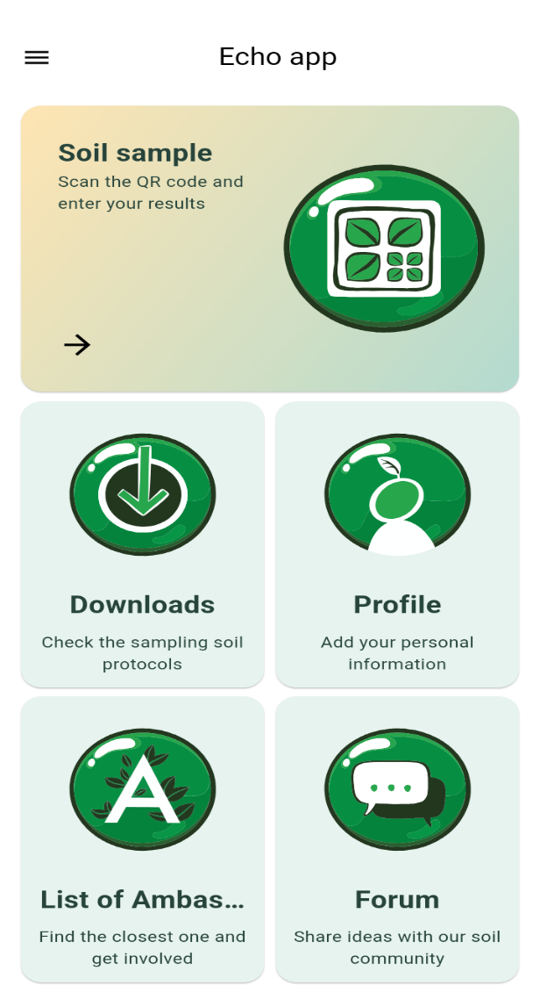 Echo app
Soil sample
Scan the QR code and
enter your results
Downloads
Check the sampling soil
protocols
Profile
Add your personal
information
A
List of Ambas...
Find the closest one and
get involved
Forum
Share ideas with our soil
community